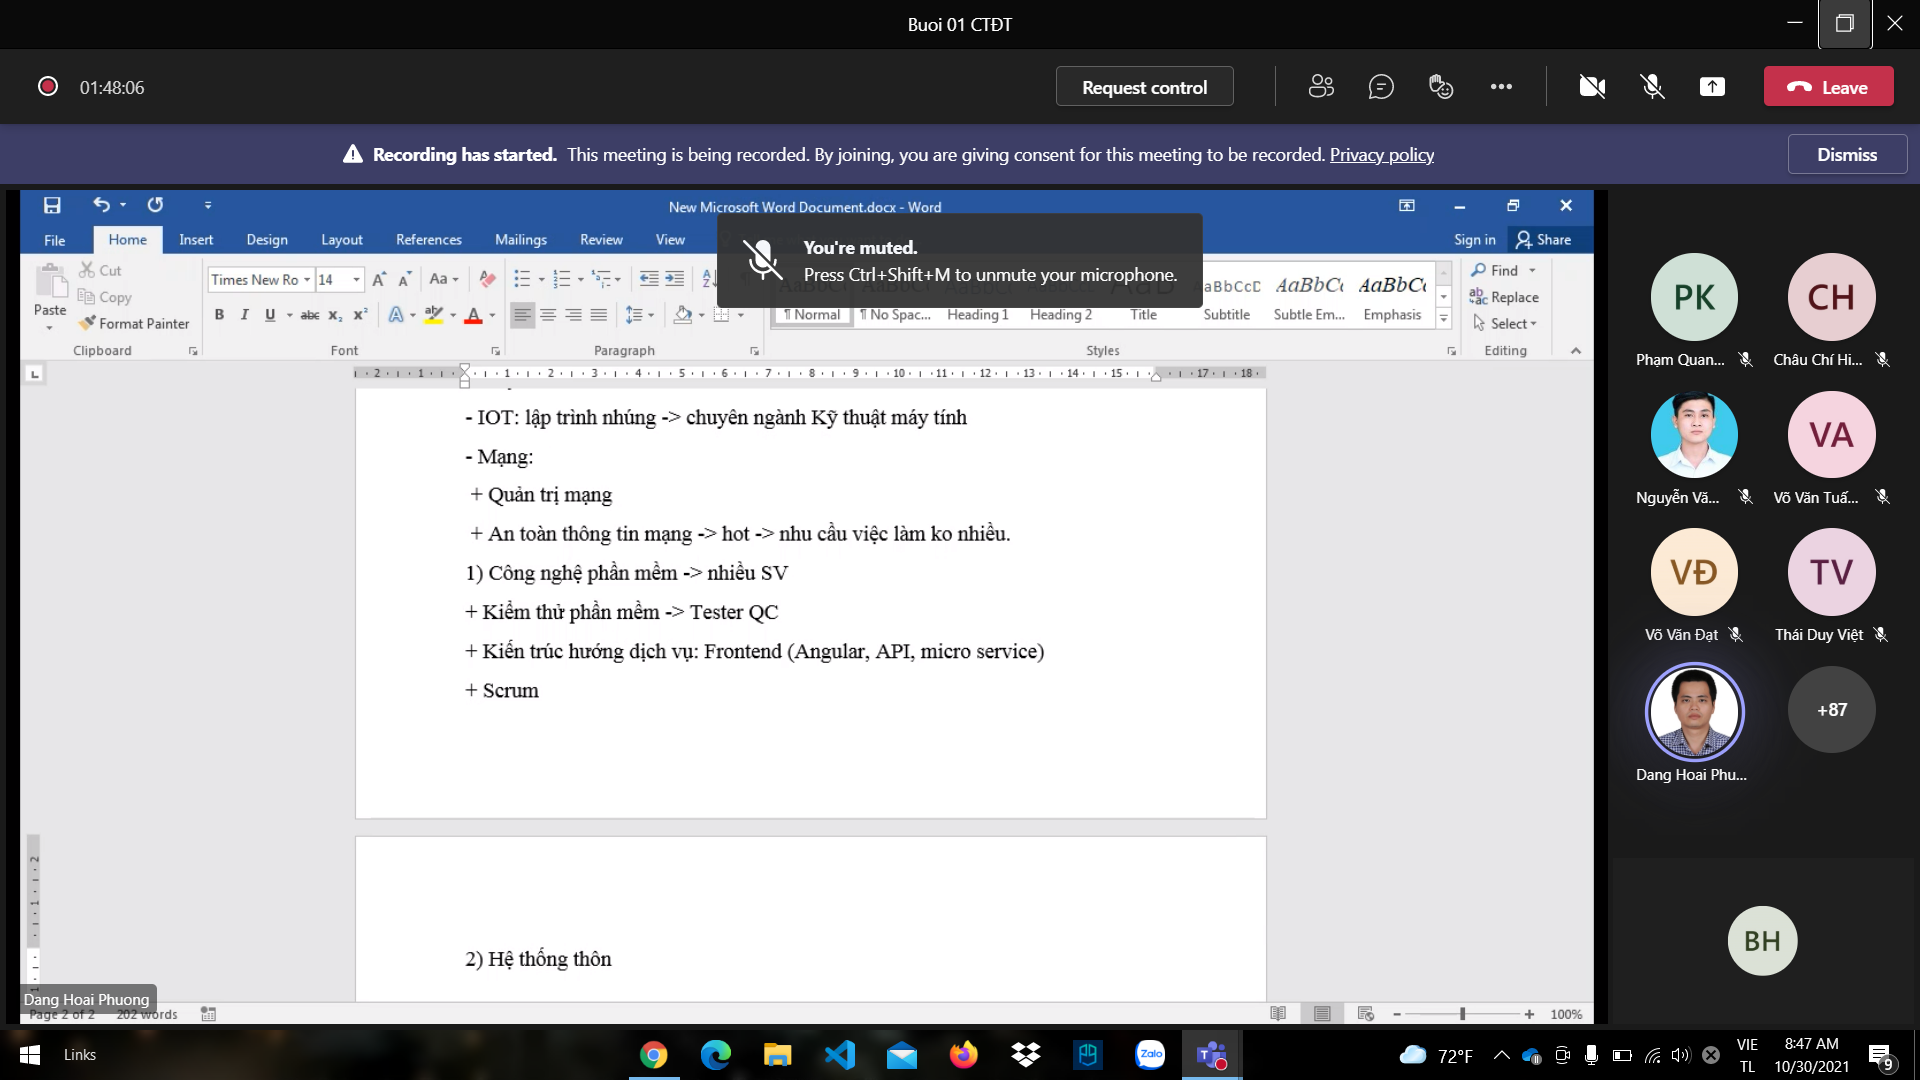 Buoi 01 CTĐT
01:48:06
Request control
Leave
Recording has started. This meeting is being recorded. By joining, you are giving consent for this meeting to be recorded. Privacy policy
Dismiss
New Microsoft Word Document.docx - Word
File Home Insert Design Layout References Mailings Review View
Sign in Share
You're muted.
Press Ctrl+Shift+M to unmute your microphone.
Paste
Cut
Copy
Format Painter
Clipboard
Times New Ro 14
Font
Paragraph
¶ Normal ¶ No Spac... Heading 1 Heading 2 Title Subtitle Subtle Em... Emphasis
Styles
Find
Replace
Select
Editing
- IOT: lập trình nhúng -> chuyên ngành Kỹ thuật máy tính
- Mạng:
+ Quản trị mạng
+ An toàn thông tin mạng -> hot -> nhu cầu việc làm ko nhiều.
1) Công nghệ phần mềm -> nhiều SV
+ Kiểm thử phần mềm -> Tester QC
+ Kiến trúc hướng dịch vụ: Frontend (Angular, API, micro service)
+ Scrum
2) Hệ thống thôn
Dang Hoai Phuong
Page 2 of 2 202 words
100%
PK
Phạm Quan...
CH
Châu Chí Hi...
Nguyễn Vă...
VA
Võ Văn Tuấ...
VĐ
Võ Văn Đạt
TV
Thái Duy Việt
Dang Hoai Phu...
+87
BH
Links
Zalo
72°F
VIE
TL
8:47 AM
10/30/2021
9